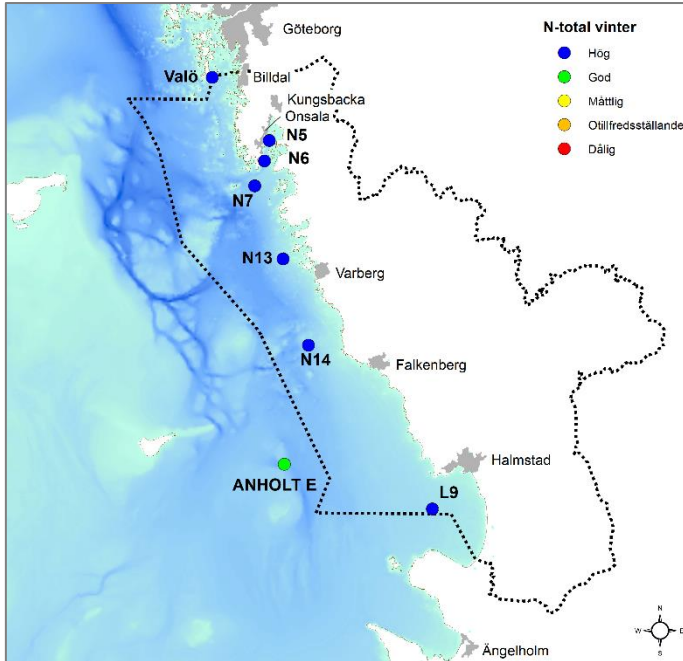 N-total vinter
Hög
God
Måttlig
Otillfredsställande
Dålig
Göteborg
Valö
Billdal
Kungsbacka
Onsala
N5
N6
N7
N13
Varberg
N14
Falkenberg
Halmstad
ANHOLT E
L9
Ängelholm
N
W
E
S